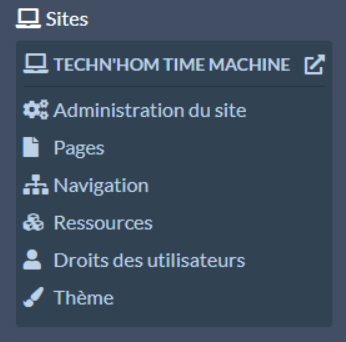 Sites
TECHN'HOM TIME MACHINE
Administration du site
Pages
Navigation
Ressources
Droits des utilisateurs
Thème